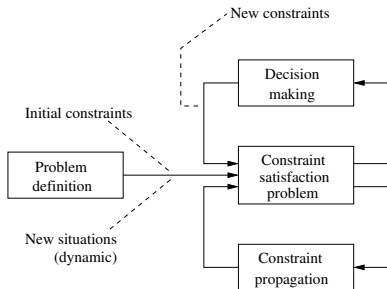 New constraints
Decision
making
Initial constraints
Problem
definition
Constraint
satisfaction
problem
New situations
(dynamic)
Constraint
propagation